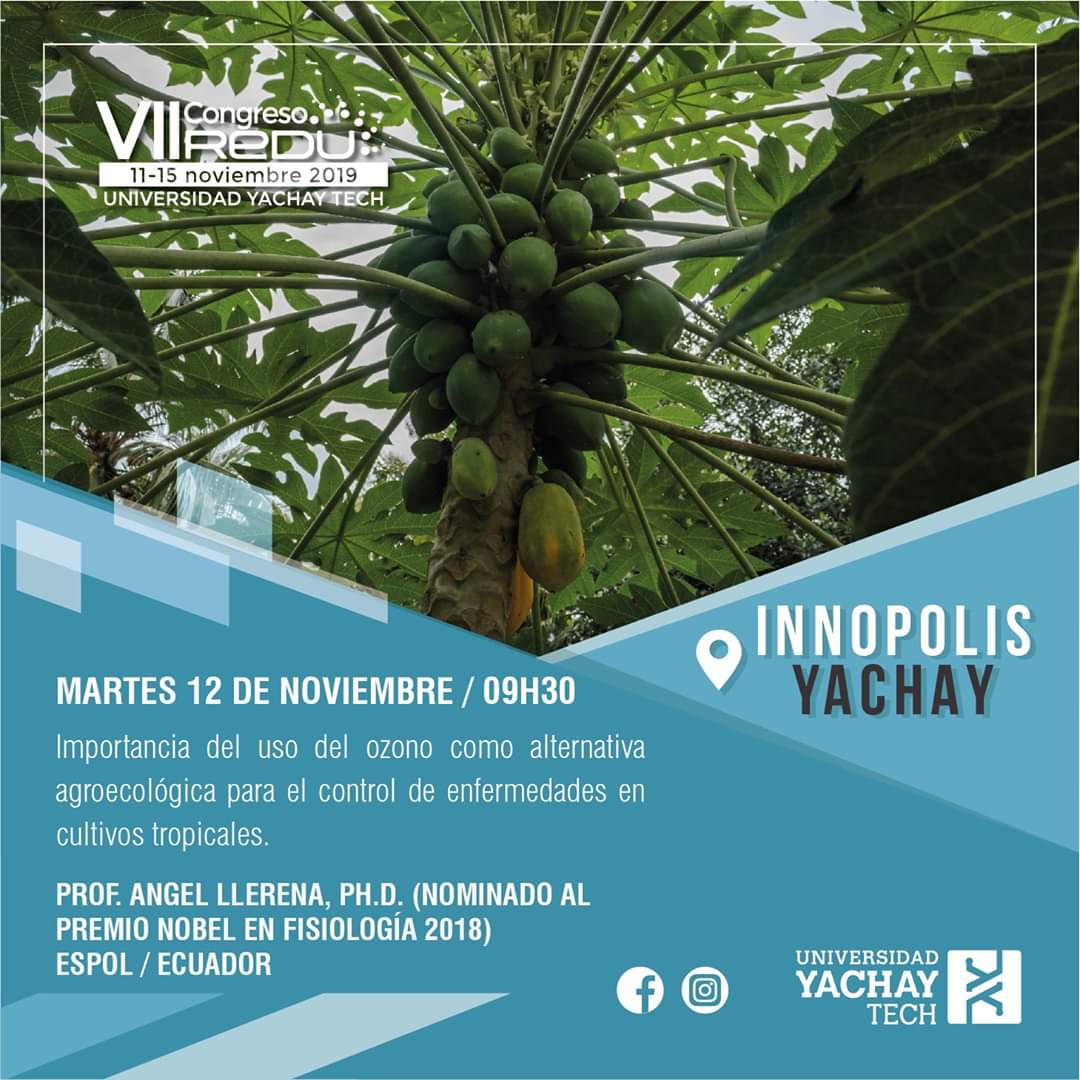 VII Congreso
REDU
11-15 noviembre 2019
UNIVERSIDAD YACHAY TECH
INNOPOLIS
YACHAY
MARTES 12 DE NOVIEMBRE / 09H30
Importancia del uso del ozono como alternativa
agroecológica para el control de enfermedades en
cultivos tropicales.
PROF. ANGEL LLERENA, PH.D. (NOMINADO AL
PREMIO NOBEL EN FISIOLOGÍA 2018)
ESPOL / ECUADOR
UNIVERSIDAD
YACHAY
TECH